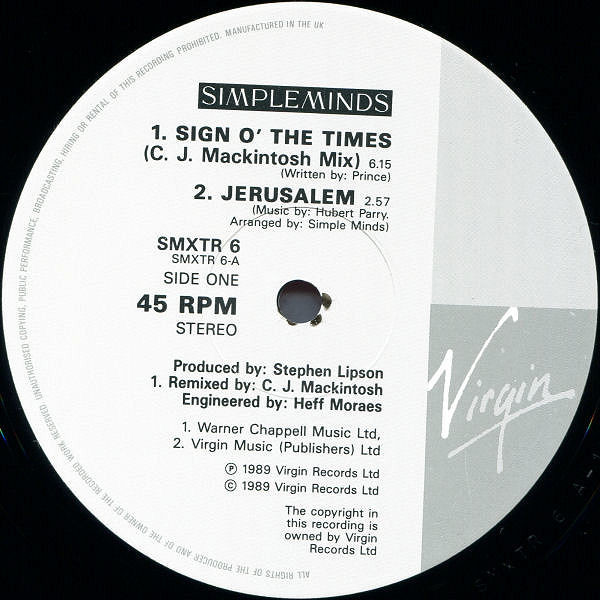 SIMPLEMINDS
1. SIGN O' THE TIMES
(C. J. Mackintosh Mix) 6.15
(Written by: Prince)
2. JERUSALEM 2.57
(Music by: Hubert Parry.
Arranged by: Simple Minds)
SMXTR 6
SMXTR 6-A
SIDE ONE
45 RPM
STEREO
Produced by: Stephen Lipson
1. Remixed by: C. J. Mackintosh
Engineered by: Heff Moraes
1. Warner Chappell Music Ltd,
2. Virgin Music (Publishers) Ltd
Ⓟ 1989 Virgin Records Ltd
© 1989 Virgin Records Ltd
The copyright in
this recording is
owned by Virgin
Records Ltd
Virgin
ALL RIGHTS OF THE PRODUCER AND OF THE OWNER OF THE RECORDED WORK RESERVED. UNAUTHORISED COPYING, PUBLIC PERFORMANCE, BROADCASTING, HIRING OR RENTAL OF THIS RECORDING PROHIBITED. MANUFACTURED IN THE UK
SMXTR 6 A-1